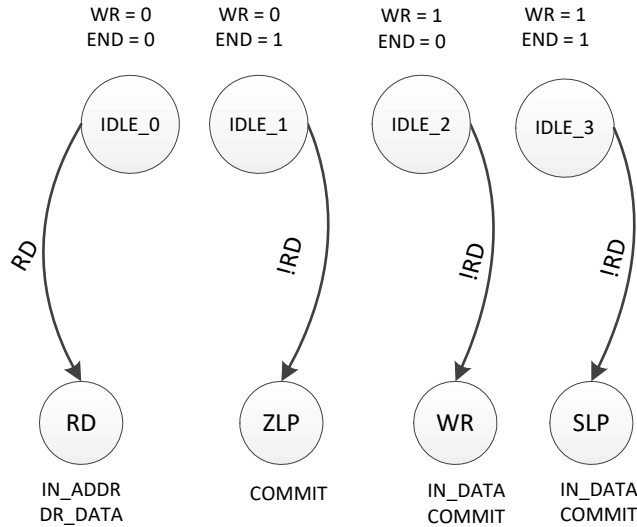 WR = 0
END = 0
WR = 0
END = 1
WR = 1
END = 0
WR = 1
END = 1
IDLE_0
IDLE_1
IDLE_2
IDLE_3
RD
!RD
!RD
!RD
RD
ZLP
WR
SLP
IN_ADDR
DR_DATA
COMMIT
IN_DATA
COMMIT
IN_DATA
COMMIT